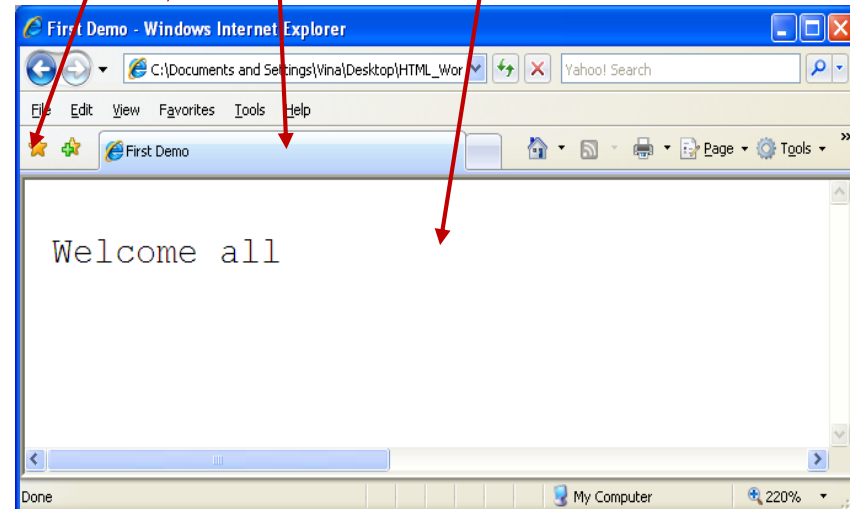 First Demo - Windows Internet Explorer
C:\Documents and Settings\Vina\Desktop\HTML_Wor
Yahoo! Search
File Edit View Favorites Tools Help
First Demo
Page Tools »
Welcome all
Done
My Computer
220%